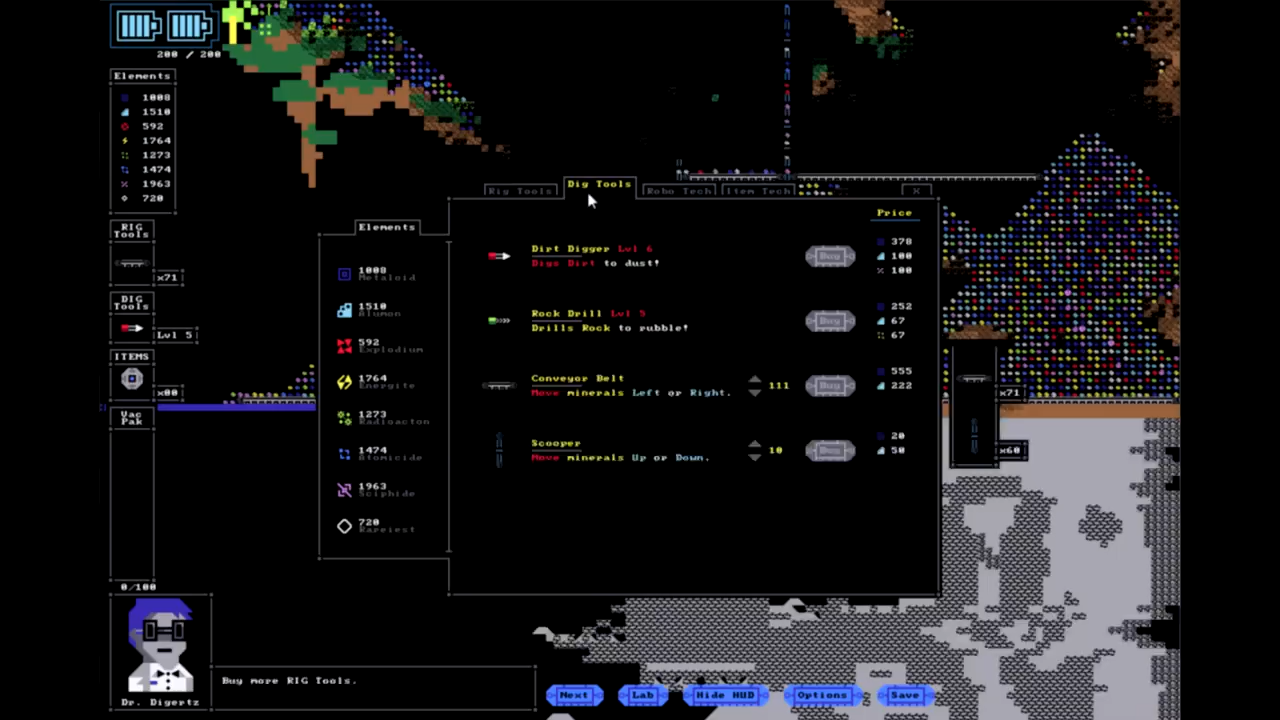 200 / 200
Elements
1008
1510
592
1764
1273
1474
1963
720
RIG
Tools
x71
DIG
Tools
Lvl 5
ITEMS
x00
Vac
Pak
0/100
Dr. Digertz
Buy more RIG Tools.
Elements
1008
Metaloid
1510
Alumon
592
Explodium
1764
Energite
1273
Radioacton
1474
Atomicide
1963
Sciphide
720
Rareiest
Rig Tools
Dig Tools
Robo Tech
Item Tech
X
Price
Dirt Digger Lvl 6
Digs Dirt to dust!
Buy
378
100
100
Rock Drill Lvl 5
Drills Rock to rubble!
Buy
252
67
67
Conveyor Belt
Move minerals Left or Right.
111
Buy
555
222
Scooper
Move minerals Up or Down.
10
Buy
20
50
x71
x60
Next
Lab
Hide HUD
Options
Save